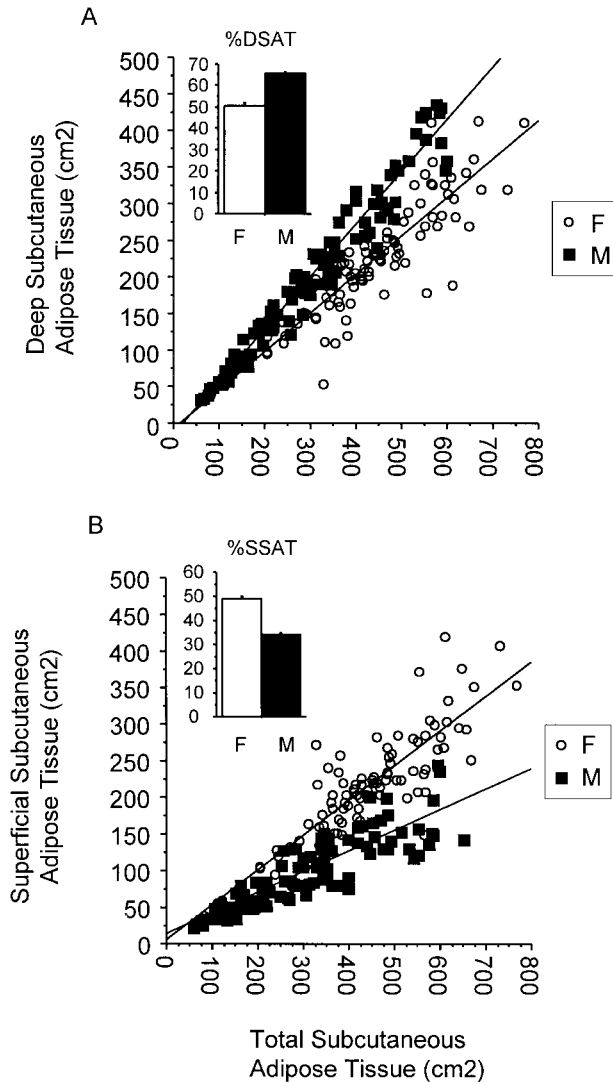 A
%DSAT
70
60
50
40
30
20
10
0
F M
500
450
400
350
300
250
200
150
100
50
0
Deep Subcutaneous
Adipose Tissue (cm2)
0 100 200 300 400 500 600 700 800
F
M
B
%SSAT
60
50
40
30
20
10
0
F M
500
450
400
350
300
250
200
150
100
50
0
Superficial Subcutaneous
Adipose Tissue (cm2)
0 100 200 300 400 500 600 700 800
F
M
Total Subcutaneous
Adipose Tissue (cm2)